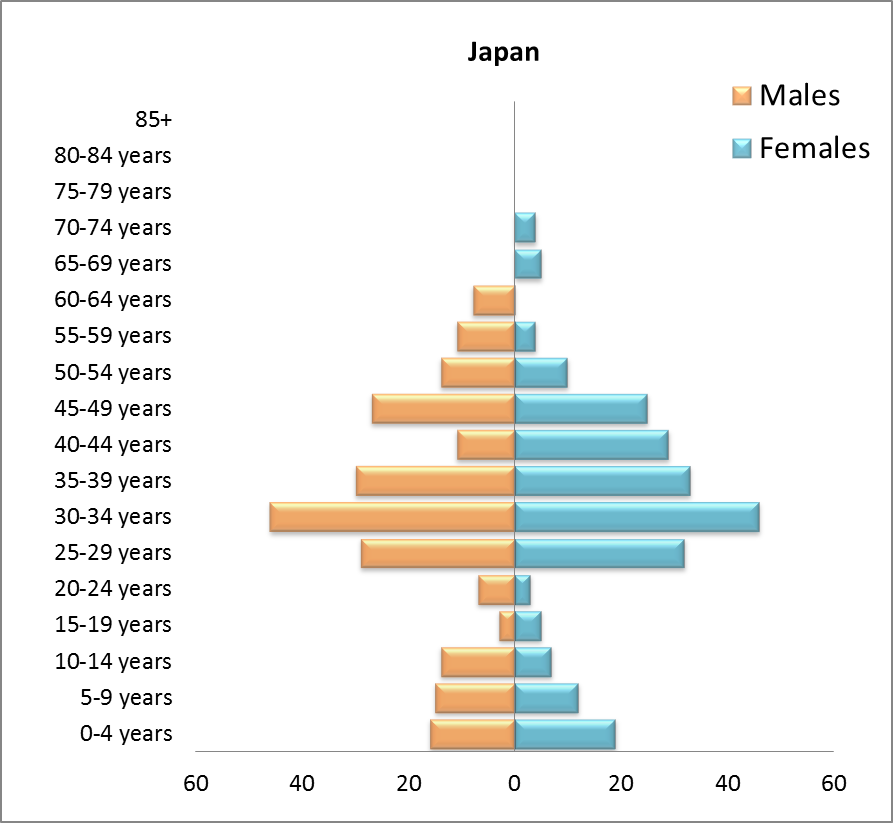 Japan
Males
Females
85+
80-84 years
75-79 years
70-74 years
65-69 years
60-64 years
55-59 years
50-54 years
45-49 years
40-44 years
35-39 years
30-34 years
25-29 years
20-24 years
15-19 years
10-14 years
5-9 years
0-4 years
60 40 20 0 20 40 60